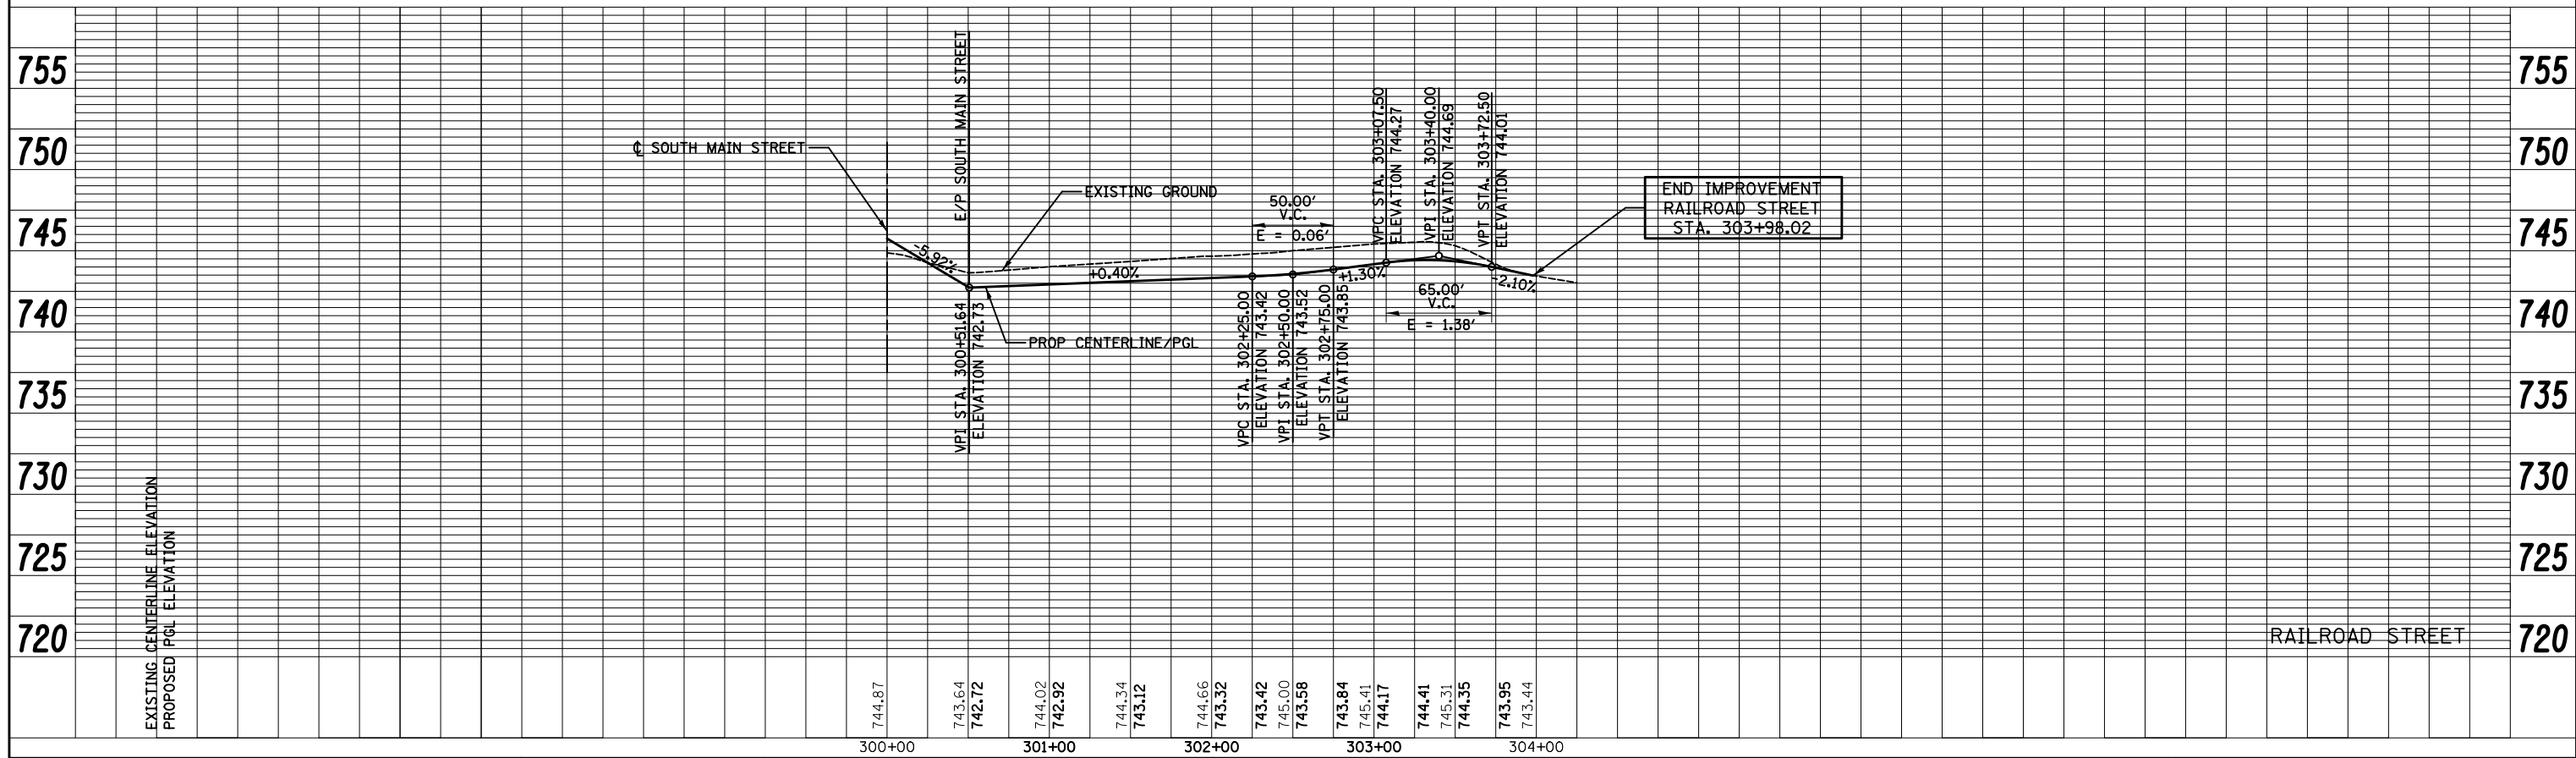 755
755
750
750
745
745
740
740
735
735
730
730
725
725
720
720
℄ SOUTH MAIN STREET
E/P SOUTH MAIN STREET
EXISTING GROUND
-5.92%
+0.40%
PROP CENTERLINE/PGL
VPI STA. 300+51.64
ELEVATION 742.73
50.00'
V.C.
E = 0.06'
VPC STA. 302+25.00
ELEVATION 743.42
VPI STA. 302+50.00
ELEVATION 743.52
VPT STA. 302+75.00
ELEVATION 743.85
+1.30%
VPC STA. 303+07.50
ELEVATION 744.27
VPI STA. 303+40.00
ELEVATION 744.69
VPT STA. 303+72.50
ELEVATION 744.01
65.00'
V.C.
E = 1.38'
-2.10%
END IMPROVEMENT
RAILROAD STREET
STA. 303+98.02
EXISTING CENTERLINE ELEVATION
PROPOSED PGL ELEVATION
RAILROAD STREET
744.87
743.64
742.72
744.02
742.92
744.34
743.12
744.66
743.32
743.42
745.00
743.58
743.84
745.41
744.17
744.41
745.31
744.35
743.95
743.44
300+00
301+00
302+00
303+00
304+00